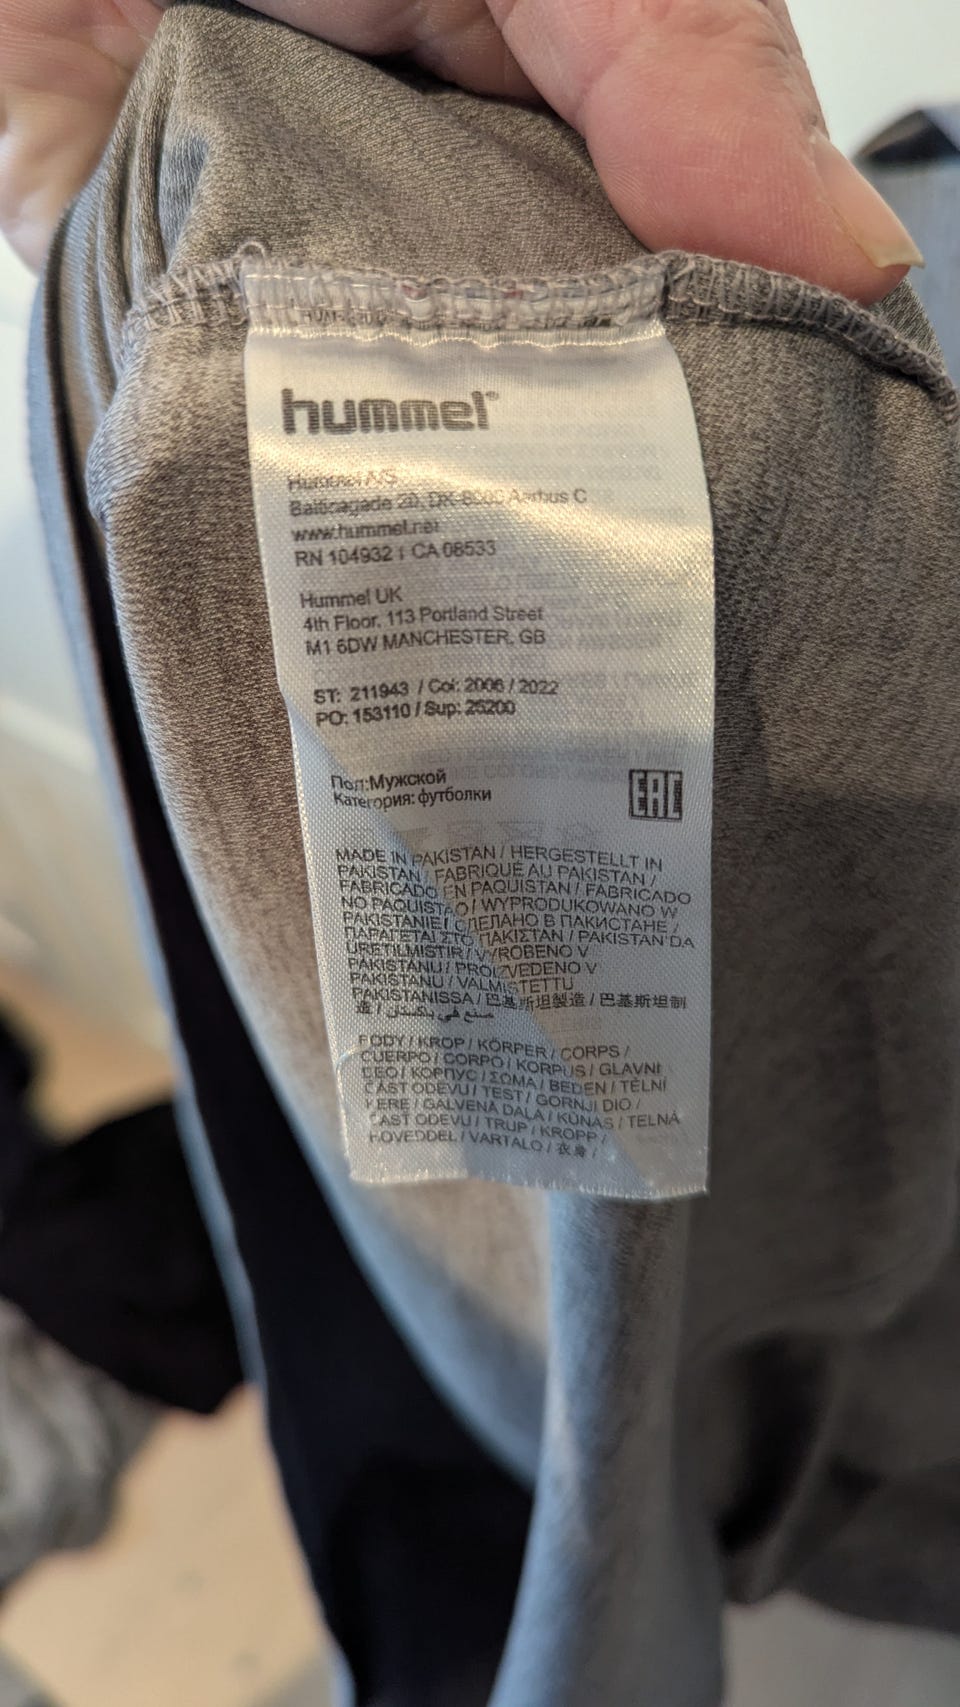 hummel®
Hummel A/S
Balticagade 20, DK-8000 Aarhus C
www.hummel.net
RN 104932 | CA 08533
Hummel UK
4th Floor, 113 Portland Street
M1 6DW MANCHESTER, GB
ST: 211943 / Col: 2006 / 2022
PO: 153110 / Sup: 25200
Пол:Мужской
Категория: футболки
EAC
MADE IN PAKISTAN / HERGESTELLT IN
PAKISTAN / FABRIQUÉ AU PAKISTAN /
FABRICADO EN PAQUISTAN / FABRICADO
NO PAQUISTAO / WYPRODUKOWANO W
PAKISTANIE / СДЕЛАНО В ПАКИСТАНЕ /
ΠΑΡΑΓΕΤΑΙ ΣΤΟ ΠΑΚΙΣΤΑΝ / PAKISTAN'DA
ÜRETILMISTIR / VYROBENO V
PAKISTÁNU / PROIZVEDENO V
PAKISTANU / VALMISTETTU
PAKISTANISSA / 巴基斯坦製造 / 巴基斯坦制
造 / صنع في باكستان
BODY / KROP / KÖRPER / CORPS /
CUERPO / CORPO / KORPUS / GLAVNI
DEO / КОРПУС / ΣΩΜΑ / BEDEN / TĚLNÍ
ČÁST ODĚVU / TEST / GORNJI DIO /
KERE / GALVENĀ DAĻA / KŪNAS / TELNÁ
ČASŤ ODEVU / TRUP / KROPP /
HOVEDDEL / VARTALO / 衣身 /